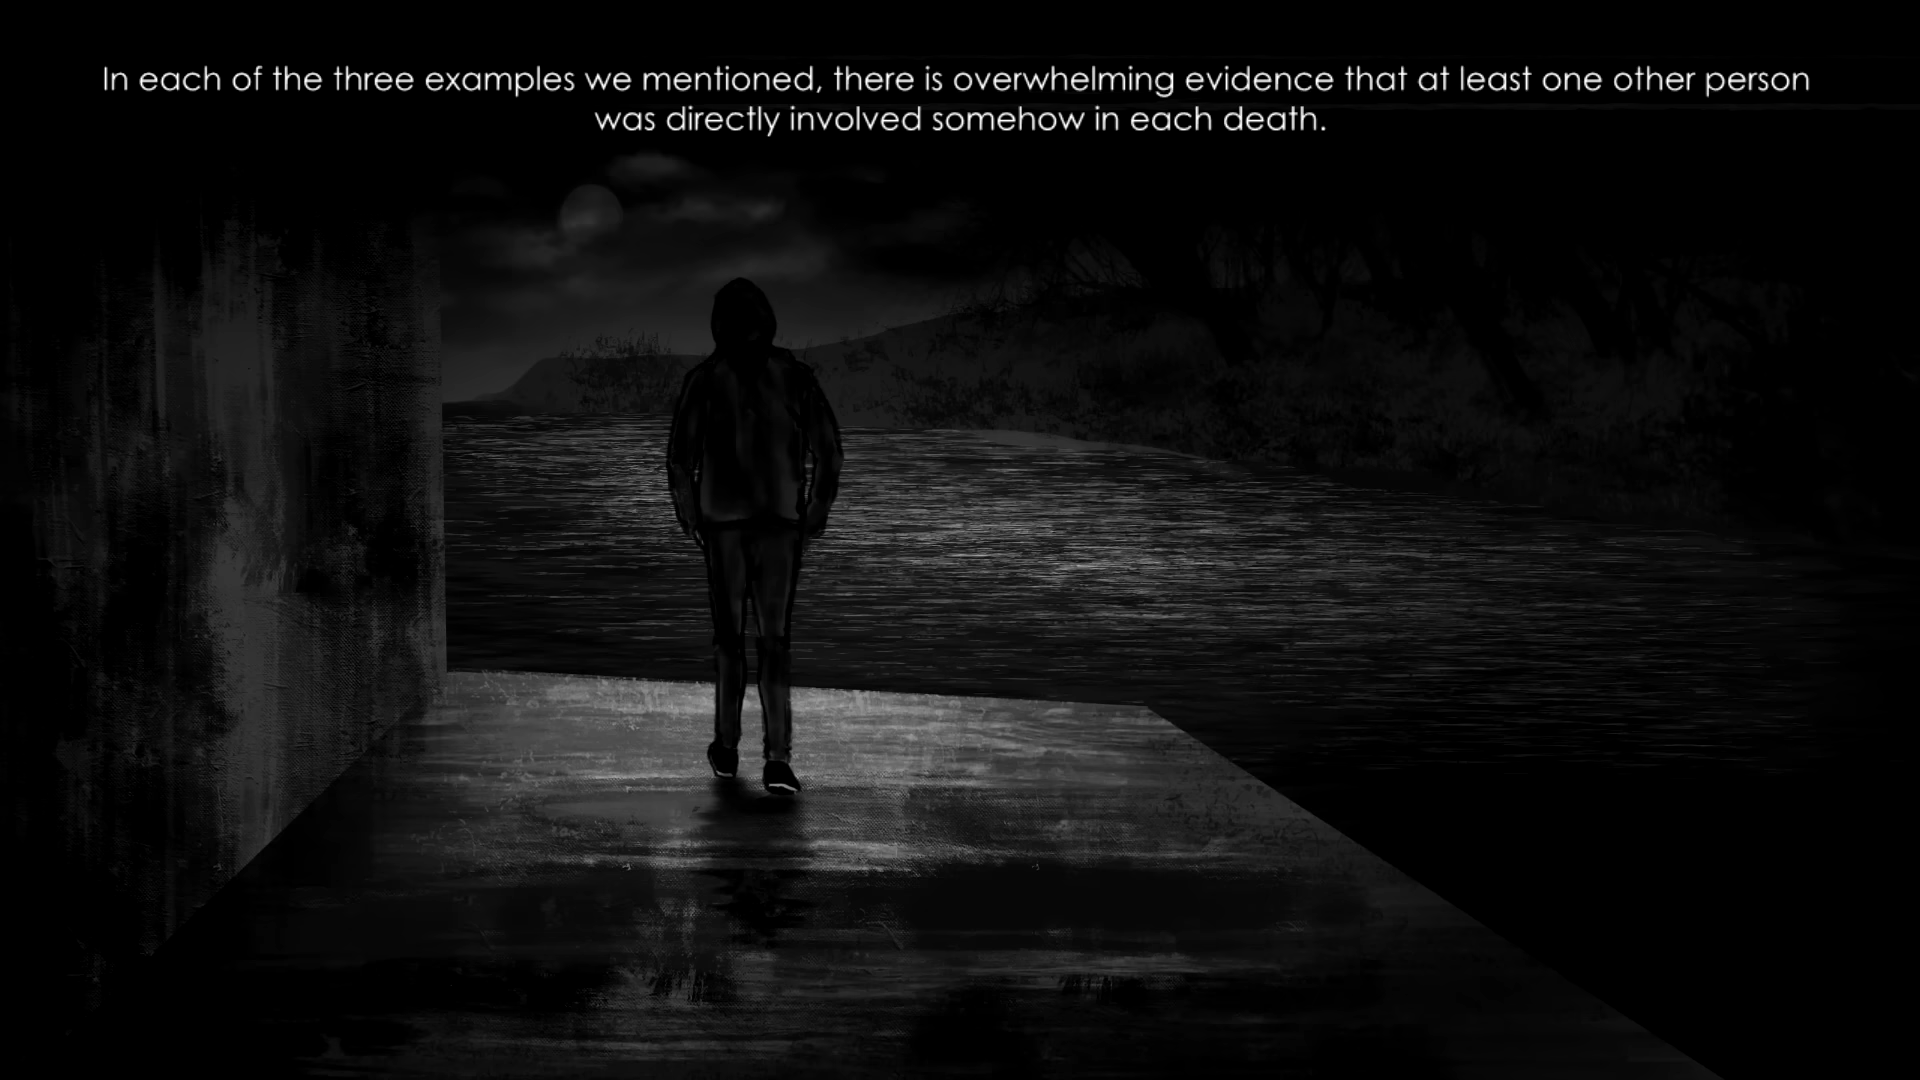 In each of the three examples we mentioned, there is overwhelming evidence that at least one other person
was directly involved somehow in each death.